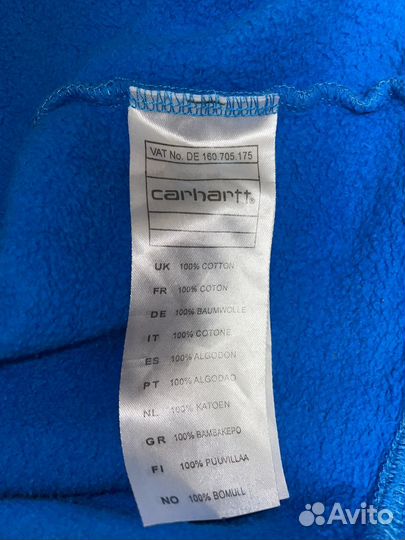 VAT No. DE 160.705.175
carhartt®
UK 100% COTTON
FR 100% COTON
DE 100% BAUMWOLLE
IT 100% COTONE
ES 100% ALGODON
PT 100% ALGODAO
NL 100% KATOEN
GR 100% BAMBAKEPO
FI 100% PUUVILLAA
NO 100% BOMULL
Avito